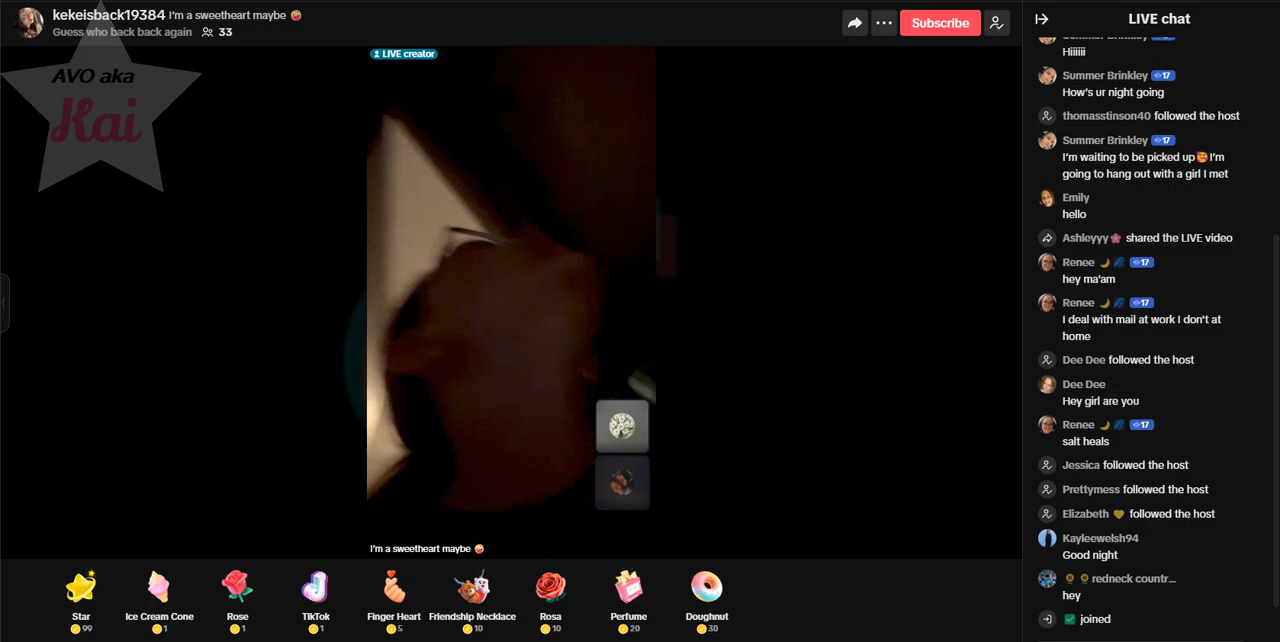 kekeisback19384 I'm a sweetheart maybe 🤪
Guess who back back again 33
Subscribe
LIVE chat
AVO aka
Kai
LIVE creator
I'm a sweetheart maybe 🤪
Hiiiiii
Summer Brinkley 17
How's ur night going
thomasstinson40 followed the host
Summer Brinkley 17
I'm waiting to be picked up🥰I'm
going to hang out with a girl I met
Emily
hello
Ashleyyy🌸 shared the LIVE video
Renee 🌙 17
hey ma'am
Renee 🌙 17
I deal with mail at work I don't at
home
Dee Dee followed the host
Dee Dee
Hey girl are you
Renee 🌙 17
salt heals
Jessica followed the host
Prettymess followed the host
Elizabeth 💛 followed the host
Kayleewelsh94
Good night
🌻🌻redneck countr...
hey
✅ joined
Star
99
Ice Cream Cone
1
Rose
1
TikTok
1
Finger Heart
5
Friendship Necklace
10
Rosa
10
Perfume
20
Doughnut
30